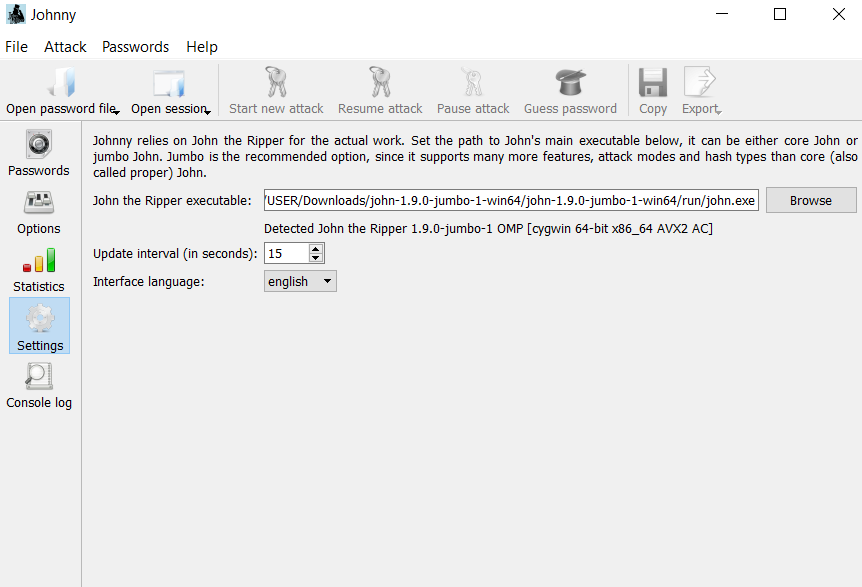 Johnny
File Attack Passwords Help
Open password file Open session Start new attack Resume attack Pause attack Guess password Copy Export
Passwords
Options
Statistics
Settings
Console log
Johnny relies on John the Ripper for the actual work. Set the path to John's main executable below, it can be either core John or
jumbo John. Jumbo is the recommended option, since it supports many more features, attack modes and hash types than core (also
called proper) John.
John the Ripper executable: /USER/Downloads/john-1.9.0-jumbo-1-win64/john-1.9.0-jumbo-1-win64/run/john.exe Browse
Detected John the Ripper 1.9.0-jumbo-1 OMP [cygwin 64-bit x86_64 AVX2 AC]
Update interval (in seconds): 15
Interface language: english